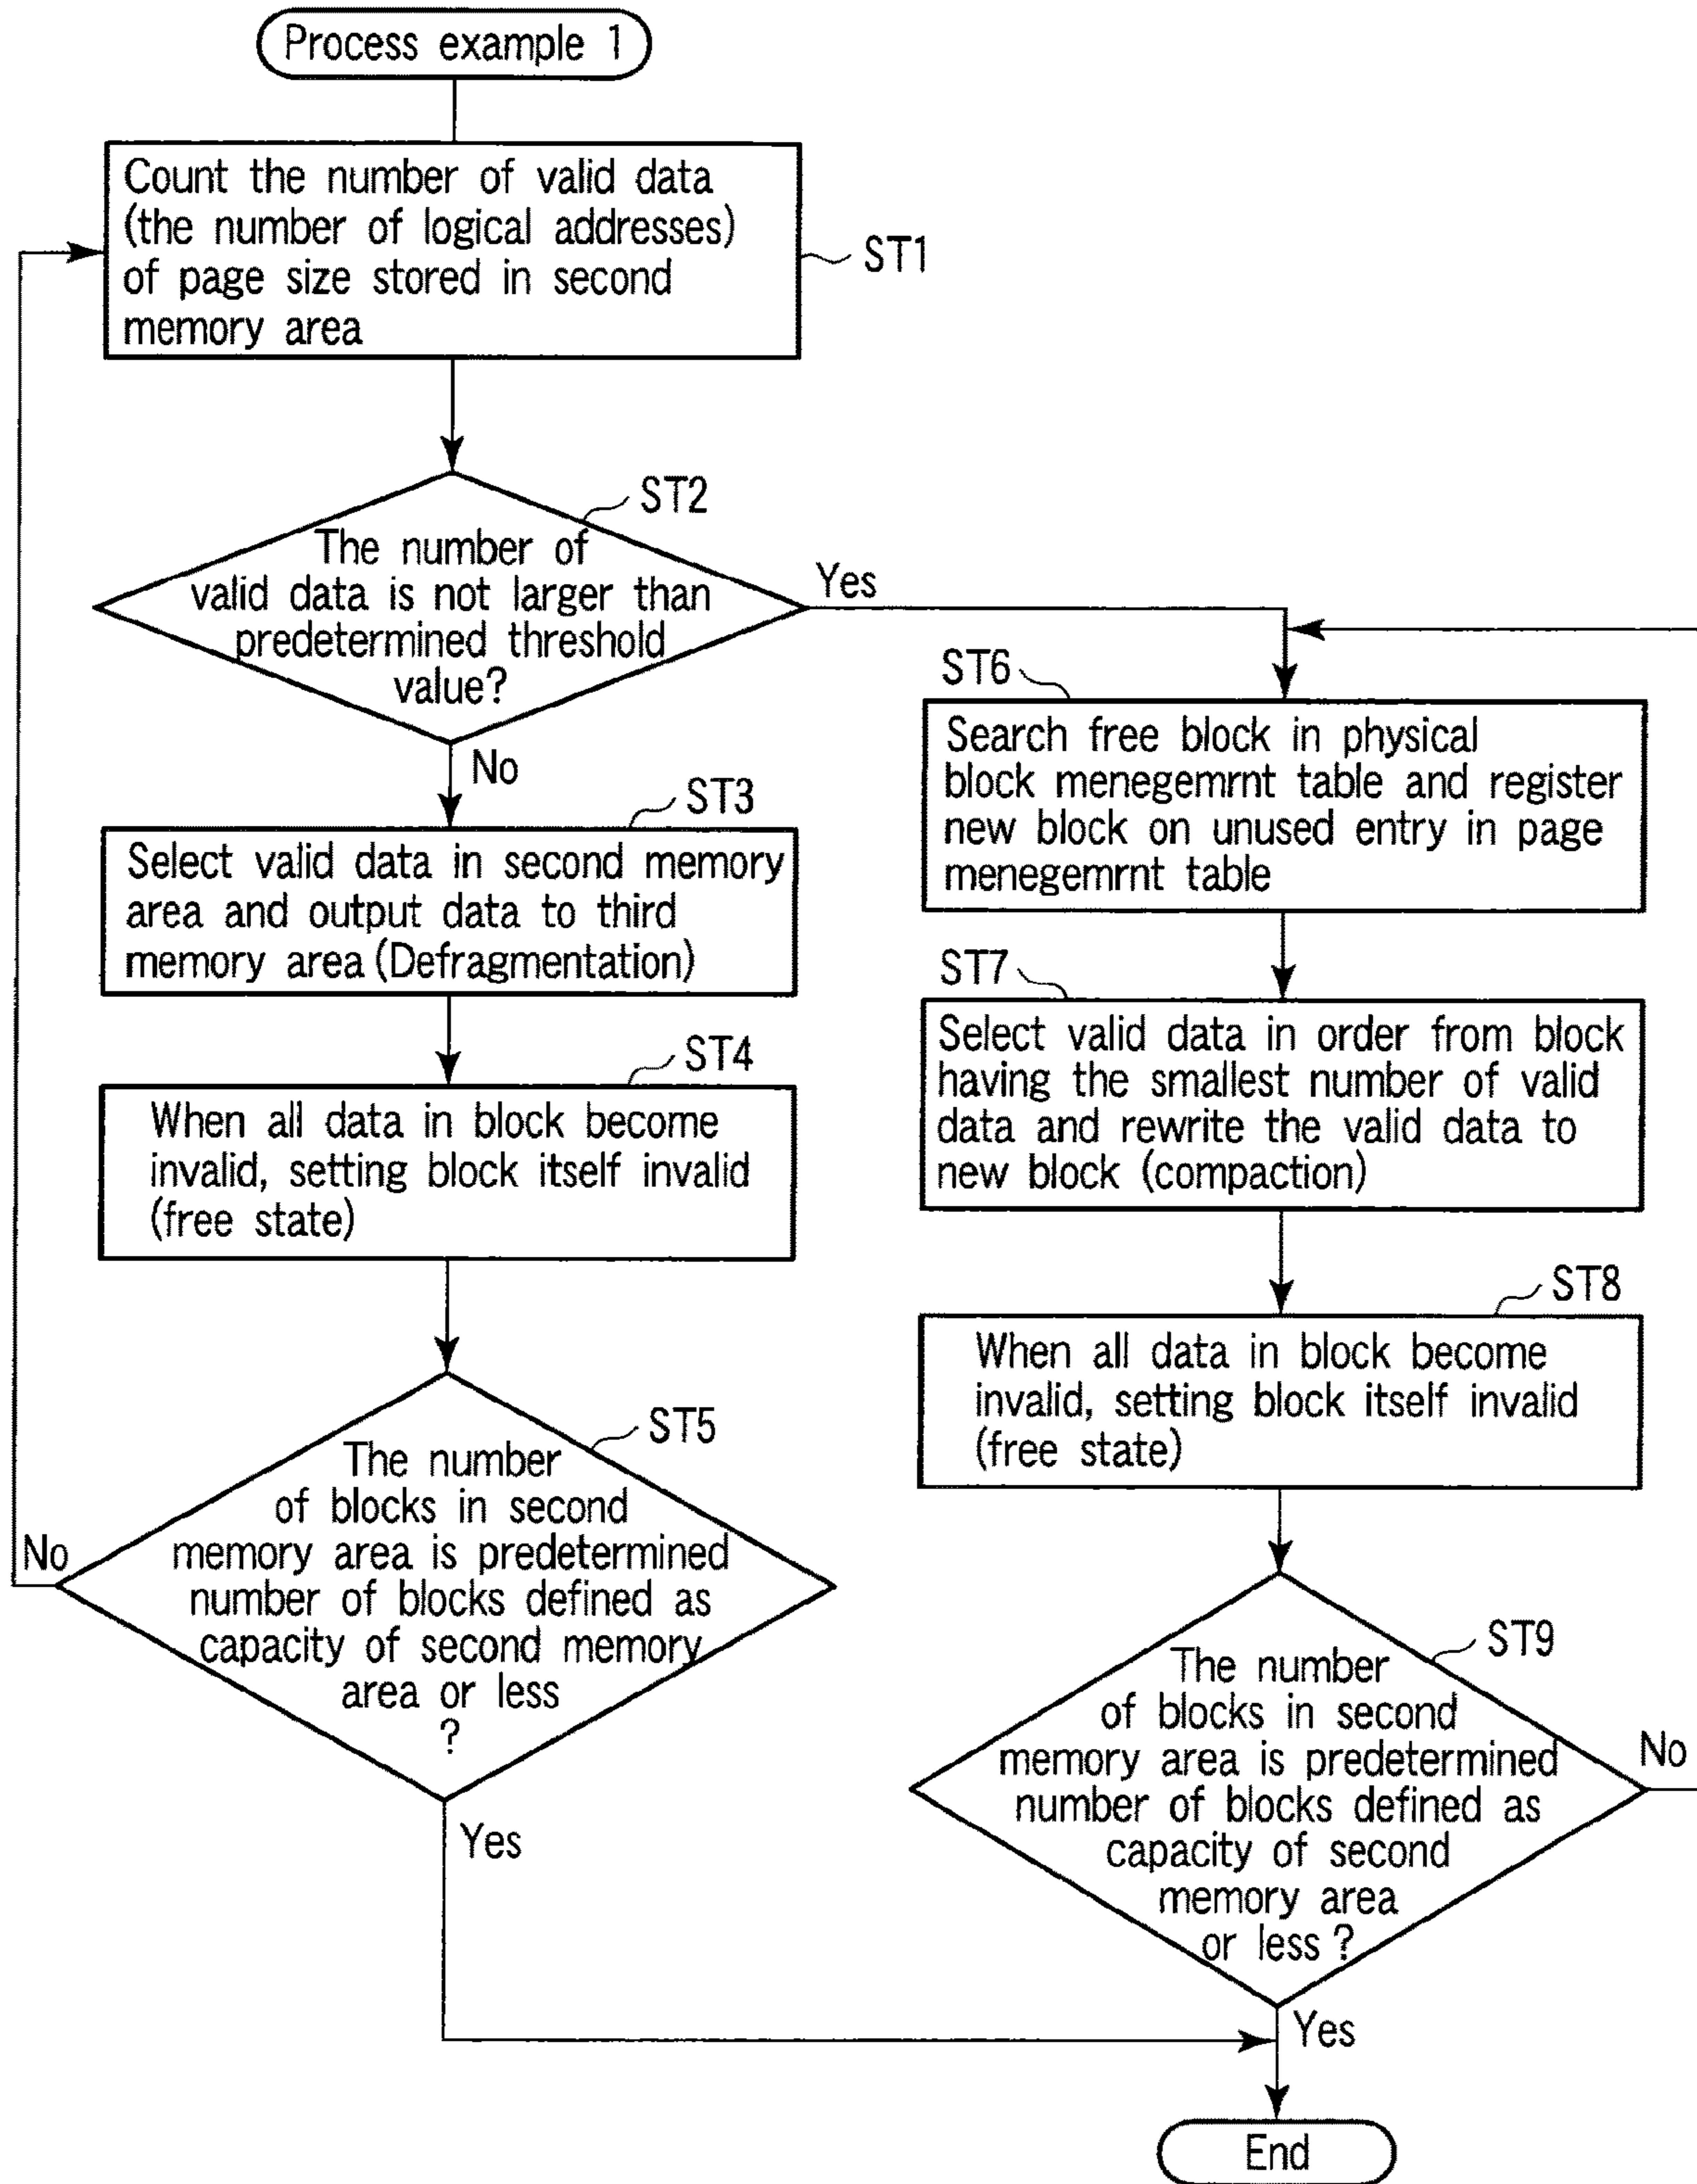 Process example 1
Count the number of valid data
(the number of logical addresses)
of page size stored in second
memory area
ST1
ST2
The number of
valid data is not larger than
predetermined threshold
value?
Yes
No
ST3
Select valid data in second memory
area and output data to third
memory area (Defragmentation)
ST4
When all data in block become
invalid, setting block itself invalid
(free state)
ST5
The number
of blocks in second
memory area is predetermined
number of blocks defined as
capacity of second memory
area or less
?
No
Yes
ST6
Search free block in physical
block menegemrnt table and register
new block on unused entry in page
menegemrnt table
ST7
Select valid data in order from block
having the smallest number of valid
data and rewrite the valid data to
new block (compaction)
ST8
When all data in block become
invalid, setting block itself invalid
(free state)
ST9
The number
of blocks in second
memory area is predetermined
number of blocks defined as
capacity of second
memory area
or less ?
No
Yes
End